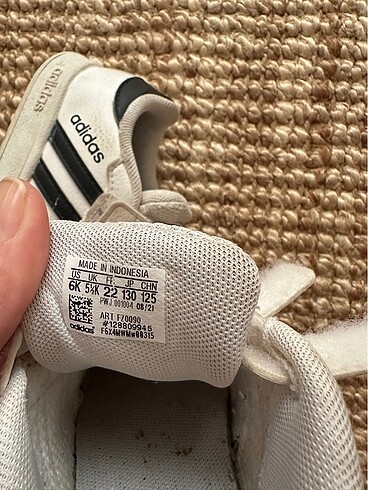 adidas
adidas
MADE IN INDONESIA
US UK FR JP CHN
6K 5½K 22 130 125
PWJ 001004 08/21
ART FZ0090
#128809945
adidas